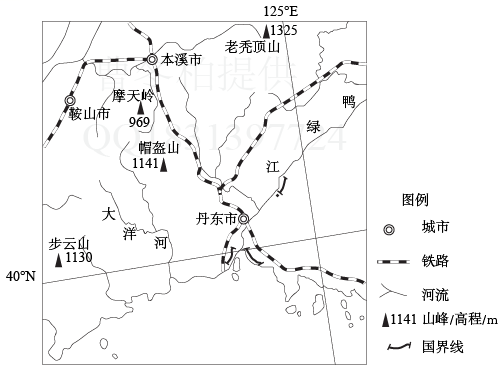 125°E
1325
老秃顶山
本溪市
摩天岭
969
鞍山市
鸭
绿
江
帽盔山
1141
大
洋
河
丹东市
步云山
1130
40°N
图例
城市
铁路
河流
1141 山峰/高程/m
国界线